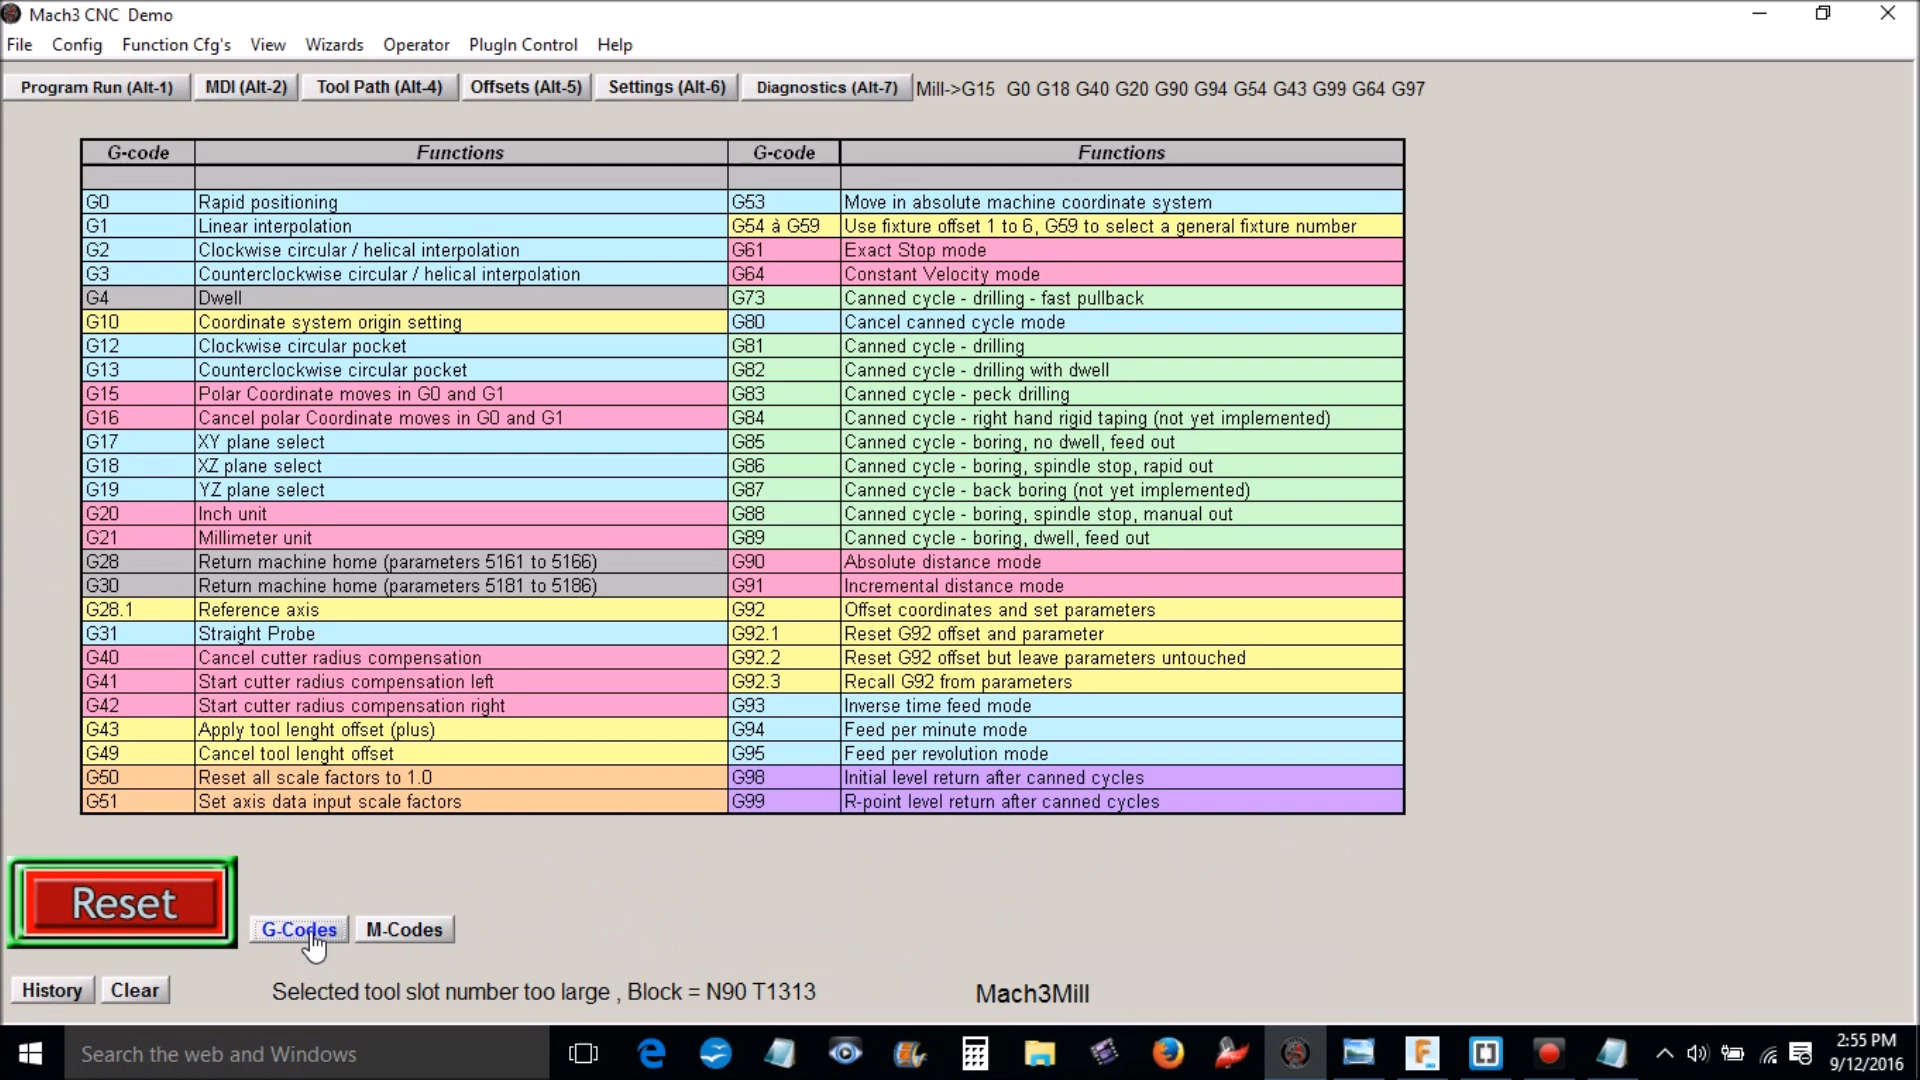 Mach3 CNC Demo
File Config Function Cfg's View Wizards Operator PlugIn Control Help
Program Run (Alt-1) MDI (Alt-2) Tool Path (Alt-4) Offsets (Alt-5) Settings (Alt-6) Diagnostics (Alt-7) Mill->G15 G0 G18 G40 G20 G90 G94 G54 G43 G99 G64 G97
G-code Functions G-code Functions
G0 Rapid positioning G53 Move in absolute machine coordinate system
G1 Linear interpolation G54 à G59 Use fixture offset 1 to 6, G59 to select a general fixture number
G2 Clockwise circular / helical interpolation G61 Exact Stop mode
G3 Counterclockwise circular / helical interpolation G64 Constant Velocity mode
G4 Dwell G73 Canned cycle - drilling - fast pullback
G10 Coordinate system origin setting G80 Cancel canned cycle mode
G12 Clockwise circular pocket G81 Canned cycle - drilling
G13 Counterclockwise circular pocket G82 Canned cycle - drilling with dwell
G15 Polar Coordinate moves in G0 and G1 G83 Canned cycle - peck drilling
G16 Cancel polar Coordinate moves in G0 and G1 G84 Canned cycle - right hand rigid taping (not yet implemented)
G17 XY plane select G85 Canned cycle - boring, no dwell, feed out
G18 XZ plane select G86 Canned cycle - boring, spindle stop, rapid out
G19 YZ plane select G87 Canned cycle - back boring (not yet implemented)
G20 Inch unit G88 Canned cycle - boring, spindle stop, manual out
G21 Millimeter unit G89 Canned cycle - boring, dwell, feed out
G28 Return machine home (parameters 5161 to 5166) G90 Absolute distance mode
G30 Return machine home (parameters 5181 to 5186) G91 Incremental distance mode
G28.1 Reference axis G92 Offset coordinates and set parameters
G31 Straight Probe G92.1 Reset G92 offset and parameter
G40 Cancel cutter radius compensation G92.2 Reset G92 offset but leave parameters untouched
G41 Start cutter radius compensation left G92.3 Recall G92 from parameters
G42 Start cutter radius compensation right G93 Inverse time feed mode
G43 Apply tool lenght offset (plus) G94 Feed per minute mode
G49 Cancel tool lenght offset G95 Feed per revolution mode
G50 Reset all scale factors to 1.0 G98 Initial level return after canned cycles
G51 Set axis data input scale factors G99 R-point level return after canned cycles
Reset
G-Codes M-Codes
History Clear Selected tool slot number too large , Block = N90 T1313 Mach3Mill
Search the web and Windows
2:55 PM
9/12/2016